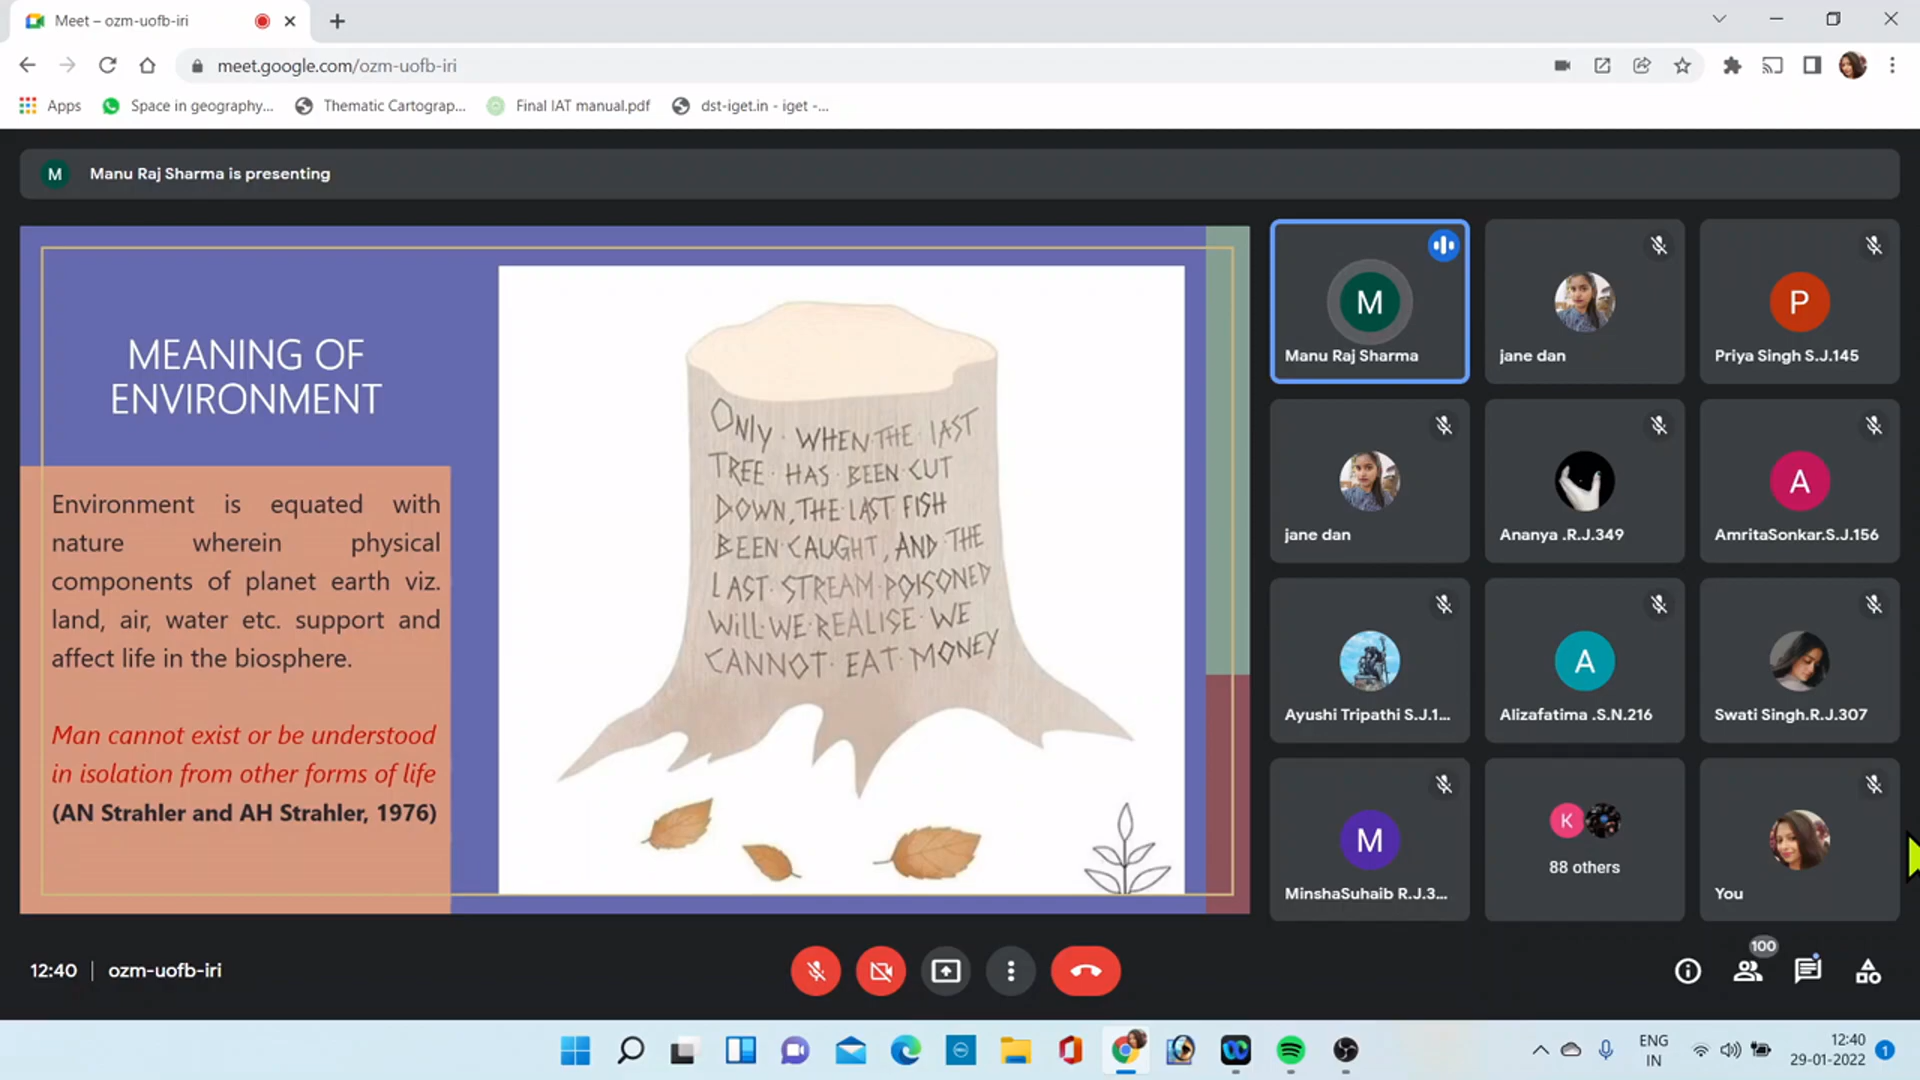 Meet – ozm-uofb-iri
meet.google.com/ozm-uofb-iri
Apps
Space in geography...
Thematic Cartograp...
Final IAT manual.pdf
dst-iget.in - iget -...
M
Manu Raj Sharma is presenting
MEANING OF
ENVIRONMENT
Environment is equated with
nature wherein physical
components of planet earth viz.
land, air, water etc. support and
affect life in the biosphere.
Man cannot exist or be understood
in isolation from other forms of life
(AN Strahler and AH Strahler, 1976)
ONLY · WHEN · THE · LAST
TREE · HAS · BEEN · CUT
DOWN, THE LAST FISH
BEEN CAUGHT, AND THE
LAST · STREAM · POISONED
WILL · WE · REALISE · WE
CANNOT · EAT · MONEY
M
Manu Raj Sharma
jane dan
P
Priya Singh S.J.145
jane dan
Ananya .R.J.349
A
AmritaSonkar.S.J.156
Ayushi Tripathi S.J.1...
A
Alizafatima .S.N.216
Swati Singh.R.J.307
M
MinshaSuhaib R.J.3...
K
88 others
You
12:40 | ozm-uofb-iri
100
ENG
IN
12:40
29-01-2022
1